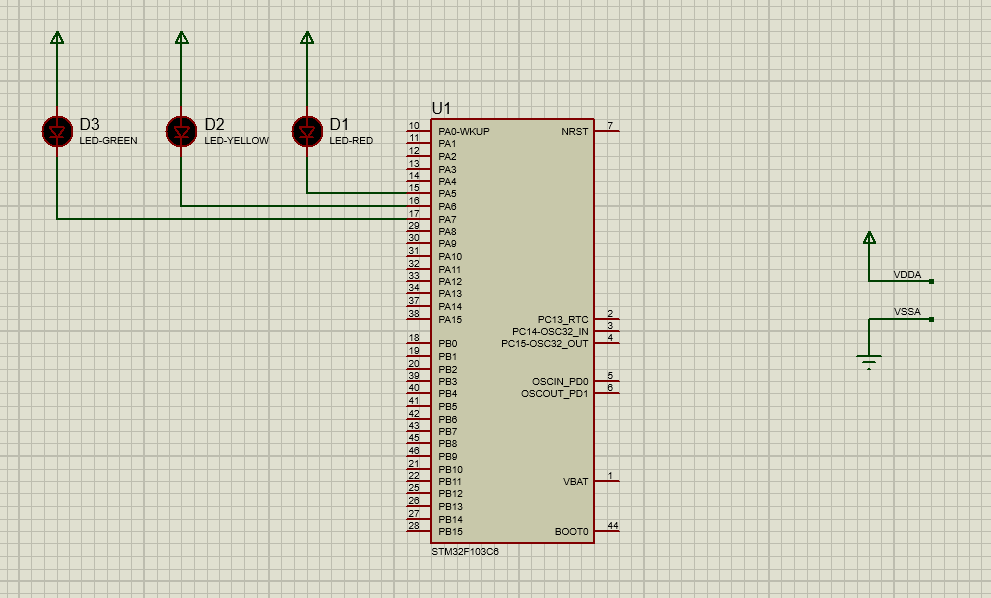 U1
D3
LED-GREEN
D2
LED-YELLOW
D1
LED-RED
10 PA0-WKUP NRST 7
11 PA1
12 PA2
13 PA3
14 PA4
15 PA5
16 PA6
17 PA7
29 PA8
30 PA9
31 PA10
32 PA11
33 PA12
34 PA13
37 PA14
38 PA15 PC13_RTC 2
PC14-OSC32_IN 3
18 PB0 PC15-OSC32_OUT 4
19 PB1
20 PB2
39 PB3 OSCIN_PD0 5
40 PB4 OSCOUT_PD1 6
41 PB5
42 PB6
43 PB7
45 PB8
46 PB9
21 PB10
22 PB11 VBAT 1
25 PB12
26 PB13
27 PB14
28 PB15 BOOT0 44
STM32F103C6
VDDA
VSSA